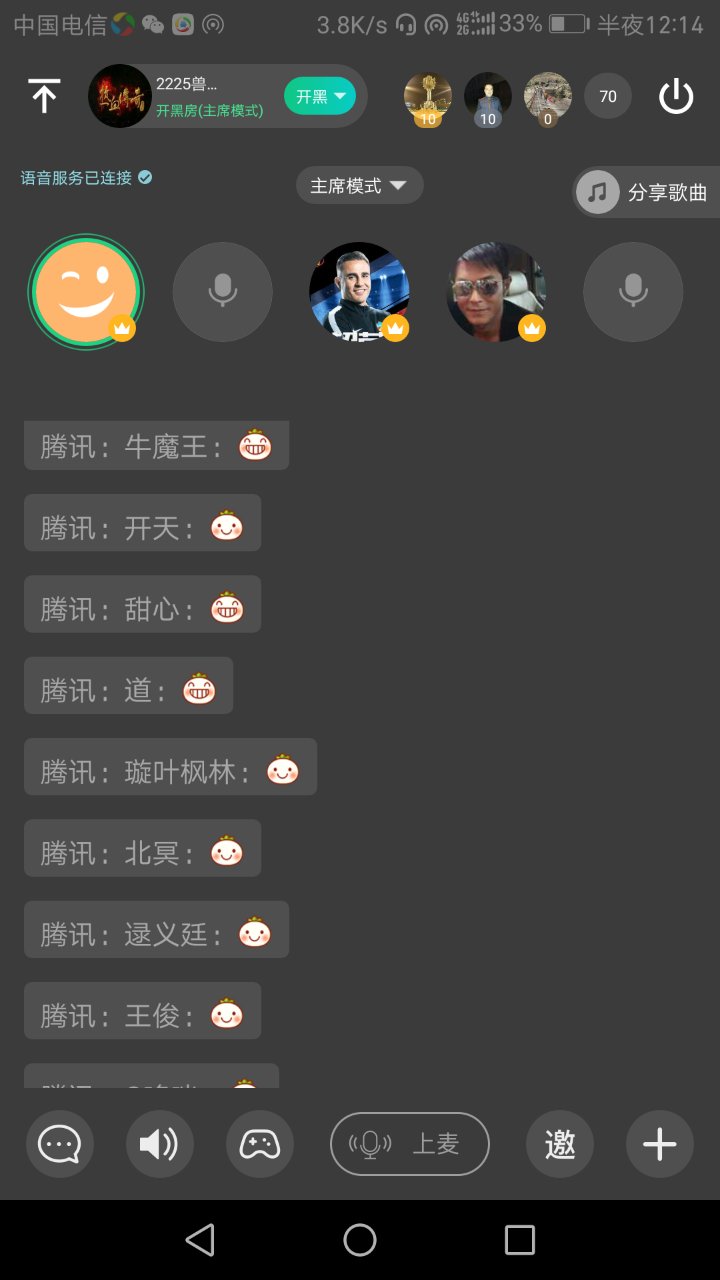 中国电信
3.8K/s
4G
2G
33%
半夜12:14
热血传奇
2225兽...
开黑房(主席模式)
开黑
10
10
0
70
语音服务已连接
主席模式
分享歌曲
腾讯：牛魔王：
腾讯：开天：
腾讯：甜心：
腾讯：道：
腾讯：璇叶枫林：
腾讯：北冥：
腾讯：逯义廷：
腾讯：王俊：
上麦
邀